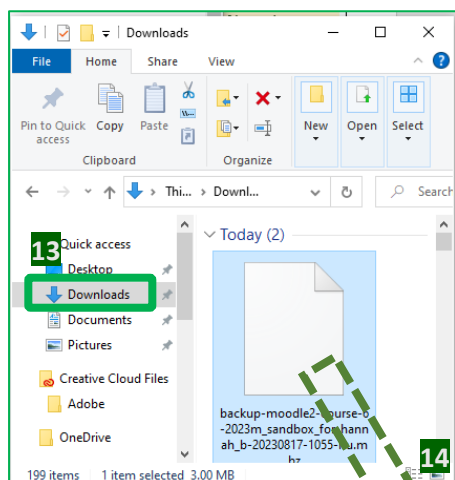 Downloads
File Home Share View
Pin to Quick access Copy Paste
New Open Select
Clipboard Organize
Thi... Downl... Search
13
Quick access
Desktop
Downloads
Documents
Pictures
Creative Cloud Files
Adobe
OneDrive
Today (2)
backup-moodle2-course-6
-2023m_sandbox_for_hann
ah_b-20230817-1055-nu.m
bz
14
199 items 1 item selected 3.00 MB